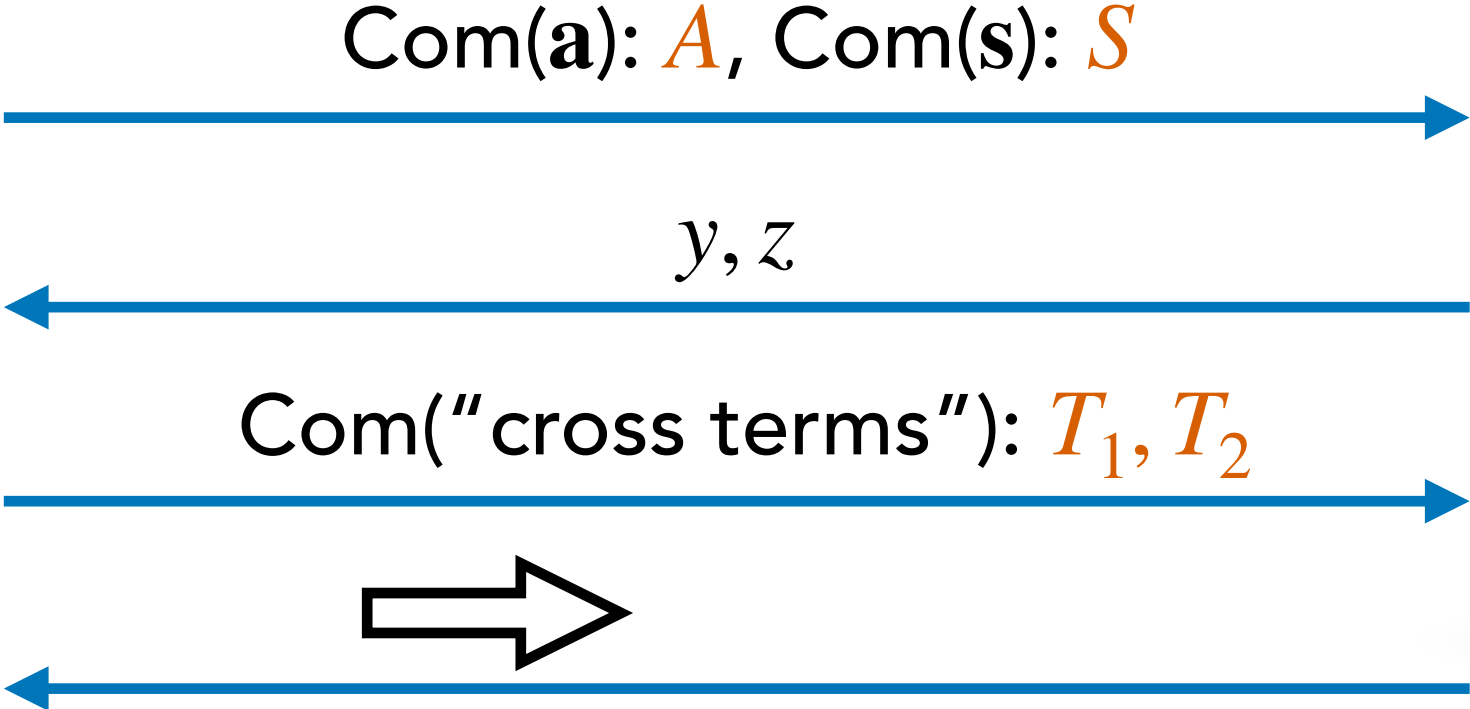 Com(a): A, Com(s): S
y, z
Com(“cross terms”): T₁, T₂